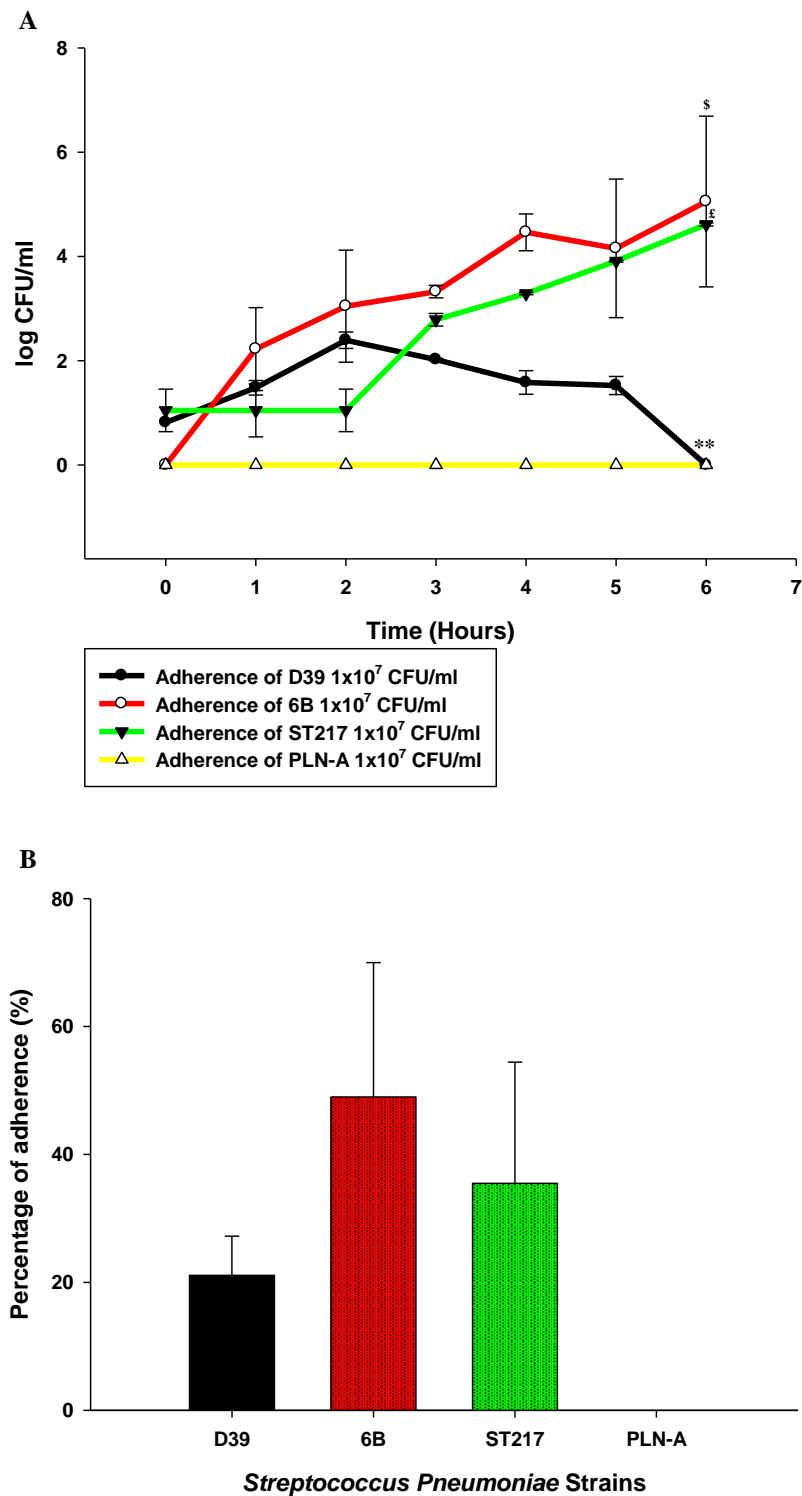 A
8
6
4
2
0
log CFU/ml
$
£
**
0 1 2 3 4 5 6 7
Time (Hours)
Adherence of D39 1x10⁷ CFU/ml
Adherence of 6B 1x10⁷ CFU/ml
Adherence of ST217 1x10⁷ CFU/ml
Adherence of PLN-A 1x10⁷ CFU/ml
B
80
60
40
20
0
Percentage of adherence (%)
D39 6B ST217 PLN-A
Streptococcus Pneumoniae Strains